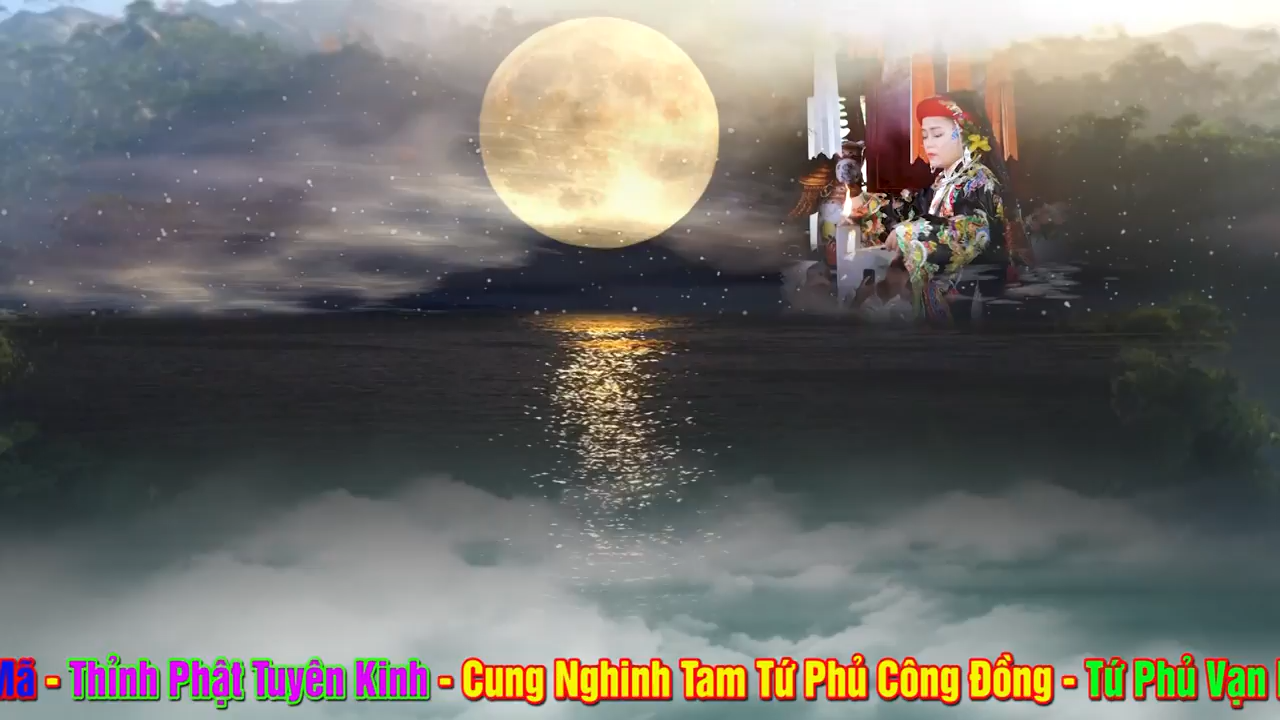 Mã - Thỉnh Phật Tuyên Kinh - Cung Nghinh Tam Tứ Phủ Công Đồng - Tứ Phủ Vạn